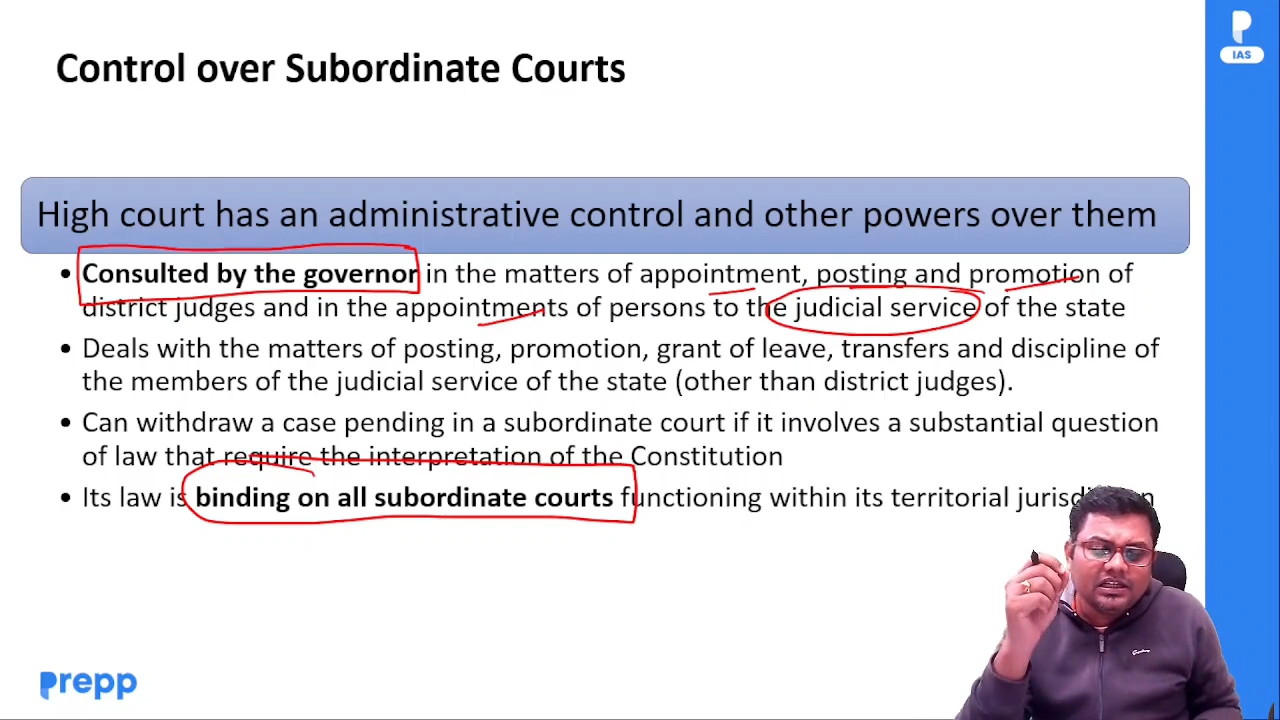 Control over Subordinate Courts
IAS
High court has an administrative control and other powers over them
• Consulted by the governor in the matters of appointment, posting and promotion of
district judges and in the appointments of persons to the judicial service of the state
• Deals with the matters of posting, promotion, grant of leave, transfers and discipline of
the members of the judicial service of the state (other than district judges).
• Can withdraw a case pending in a subordinate court if it involves a substantial question
of law that require the interpretation of the Constitution
• Its law is binding on all subordinate courts functioning within its territorial jurisdiction
prepp